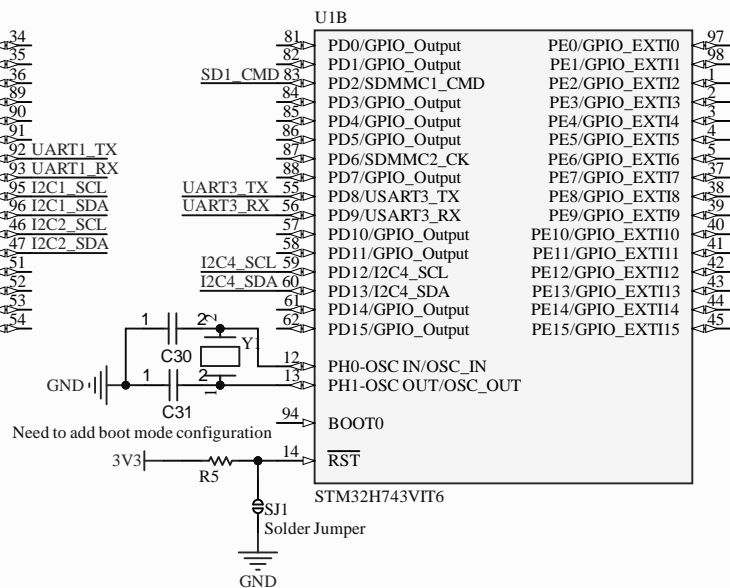 U1B
34
35
36
89
90
91
92 UART1_TX
93 UART1_RX
95 I2C1_SCL
96 I2C1_SDA
46 I2C2_SCL
47 I2C2_SDA
51
52
53
54
81 PD0/GPIO_Output
82 PD1/GPIO_Output
SD1_CMD 83 PD2/SDMMC1_CMD
84 PD3/GPIO_Output
85 PD4/GPIO_Output
86 PD5/GPIO_Output
87 PD6/SDMMC2_CK
88 PD7/GPIO_Output
UART3_TX 55 PD8/USART3_TX
UART3_RX 56 PD9/USART3_RX
57 PD10/GPIO_Output
58 PD11/GPIO_Output
I2C4_SCL 59 PD12/I2C4_SCL
I2C4_SDA 60 PD13/I2C4_SDA
61 PD14/GPIO_Output
62 PD15/GPIO_Output
PE0/GPIO_EXTI0 97
PE1/GPIO_EXTI1 98
PE2/GPIO_EXTI2 1
PE3/GPIO_EXTI3 2
PE4/GPIO_EXTI4 3
PE5/GPIO_EXTI5 4
PE6/GPIO_EXTI6 5
PE7/GPIO_EXTI7 37
PE8/GPIO_EXTI8 38
PE9/GPIO_EXTI9 39
PE10/GPIO_EXTI10 40
PE11/GPIO_EXTI11 41
PE12/GPIO_EXTI12 42
PE13/GPIO_EXTI13 43
PE14/GPIO_EXTI14 44
PE15/GPIO_EXTI15 45
1 2 2 Y1
C30
12 PH0-OSC IN/OSC_IN
GND 1 2 1
13 PH1-OSC OUT/OSC_OUT
C31
94 BOOT0
Need to add boot mode configuration
3V3 14 RST
R5
STM32H743VIT6
SJ1
Solder Jumper
GND